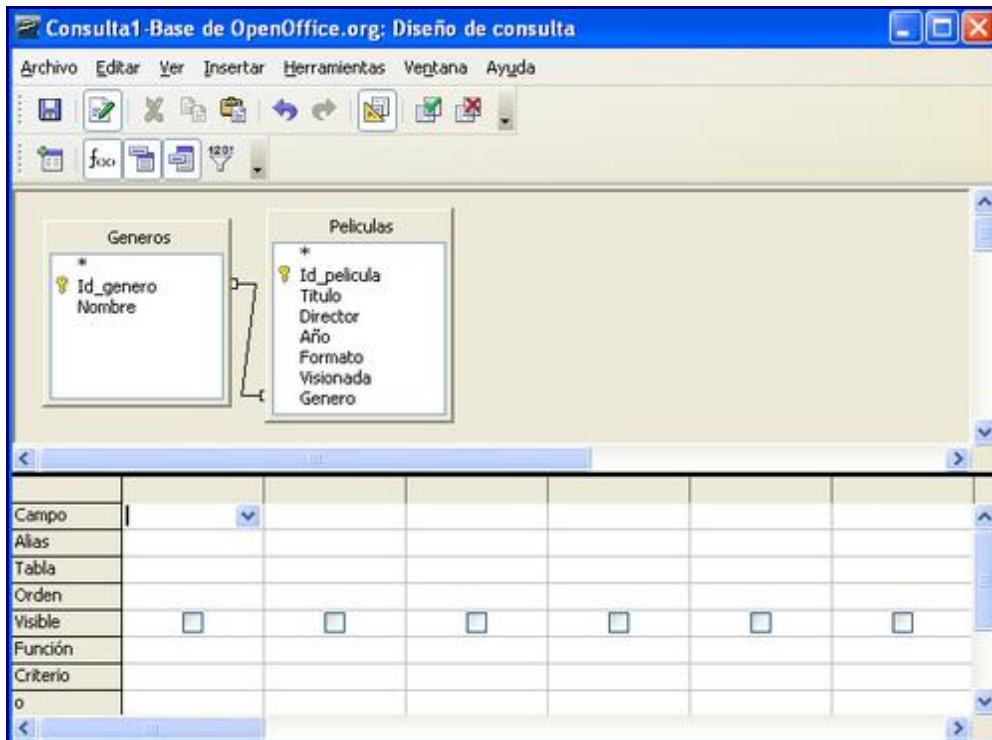 Consulta1-Base de OpenOffice.org: Diseño de consulta
Archivo Editar Ver Insertar Herramientas Ventana Ayuda
Generos
*
Id_genero
Nombre
Peliculas
*
Id_pelicula
Titulo
Director
Año
Formato
Visionada
Genero
Campo
Alias
Tabla
Orden
Visible
Función
Criterio
o